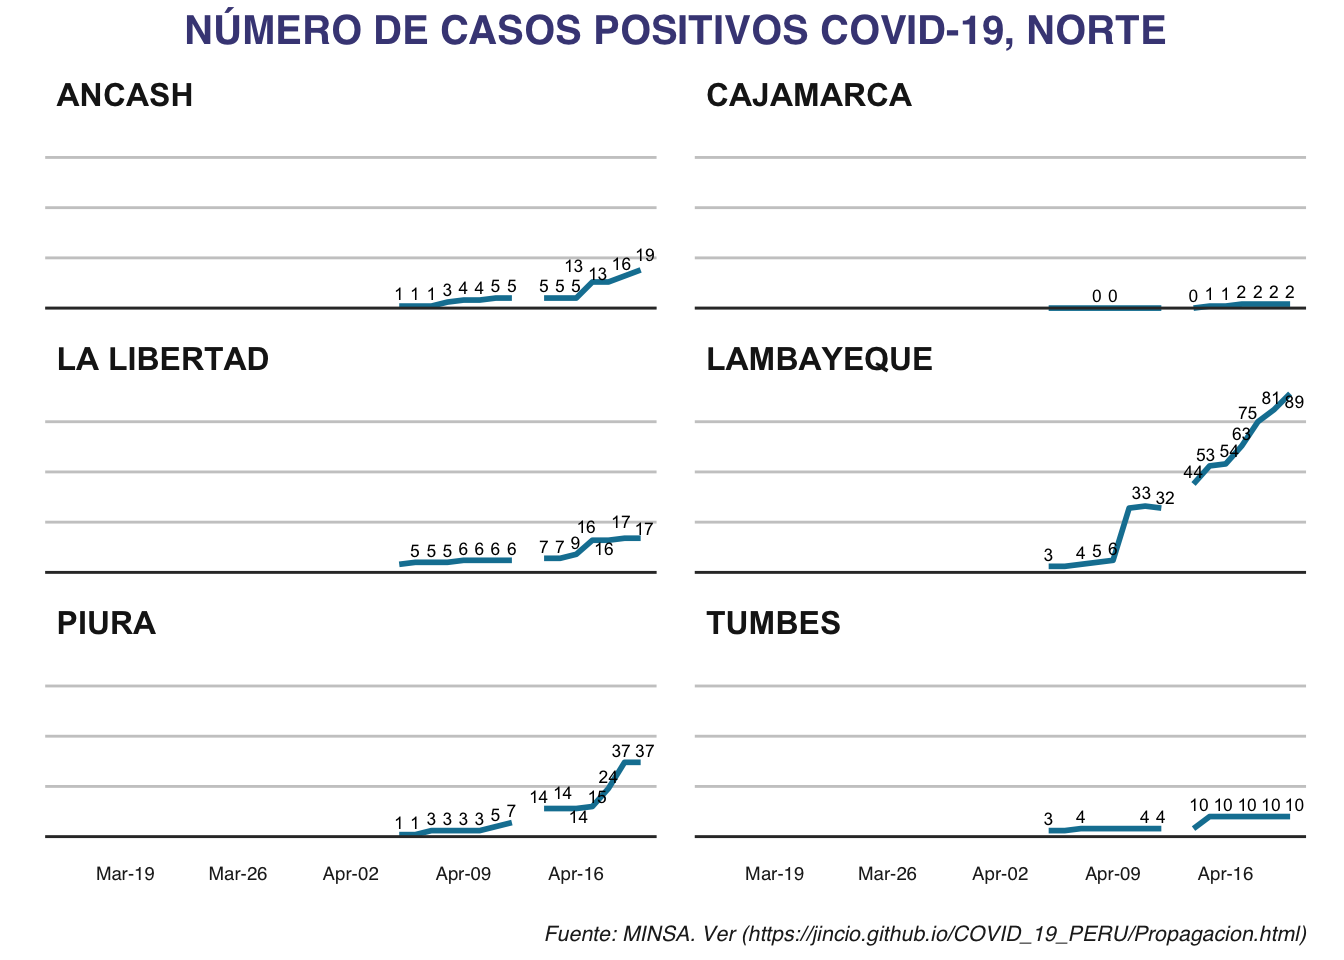 NÚMERO DE CASOS POSITIVOS COVID-19, NORTE
ANCASH
1 1 1 3 4 4 5 5 5 5 5 13 13 16 19
CAJAMARCA
0 0 0 1 1 2 2 2 2
LA LIBERTAD
5 5 5 6 6 6 6 7 7 9 16 16 17 17
LAMBAYEQUE
3 4 5 6 33 32 44 53 54 63 75 81 89
PIURA
1 1 3 3 3 3 5 7 14 14 14 15 24 37 37
TUMBES
3 4 4 4 10 10 10 10 10
Mar-19 Mar-26 Apr-02 Apr-09 Apr-16
Mar-19 Mar-26 Apr-02 Apr-09 Apr-16
Fuente: MINSA. Ver (https://jincio.github.io/COVID_19_PERU/Propagacion.html)